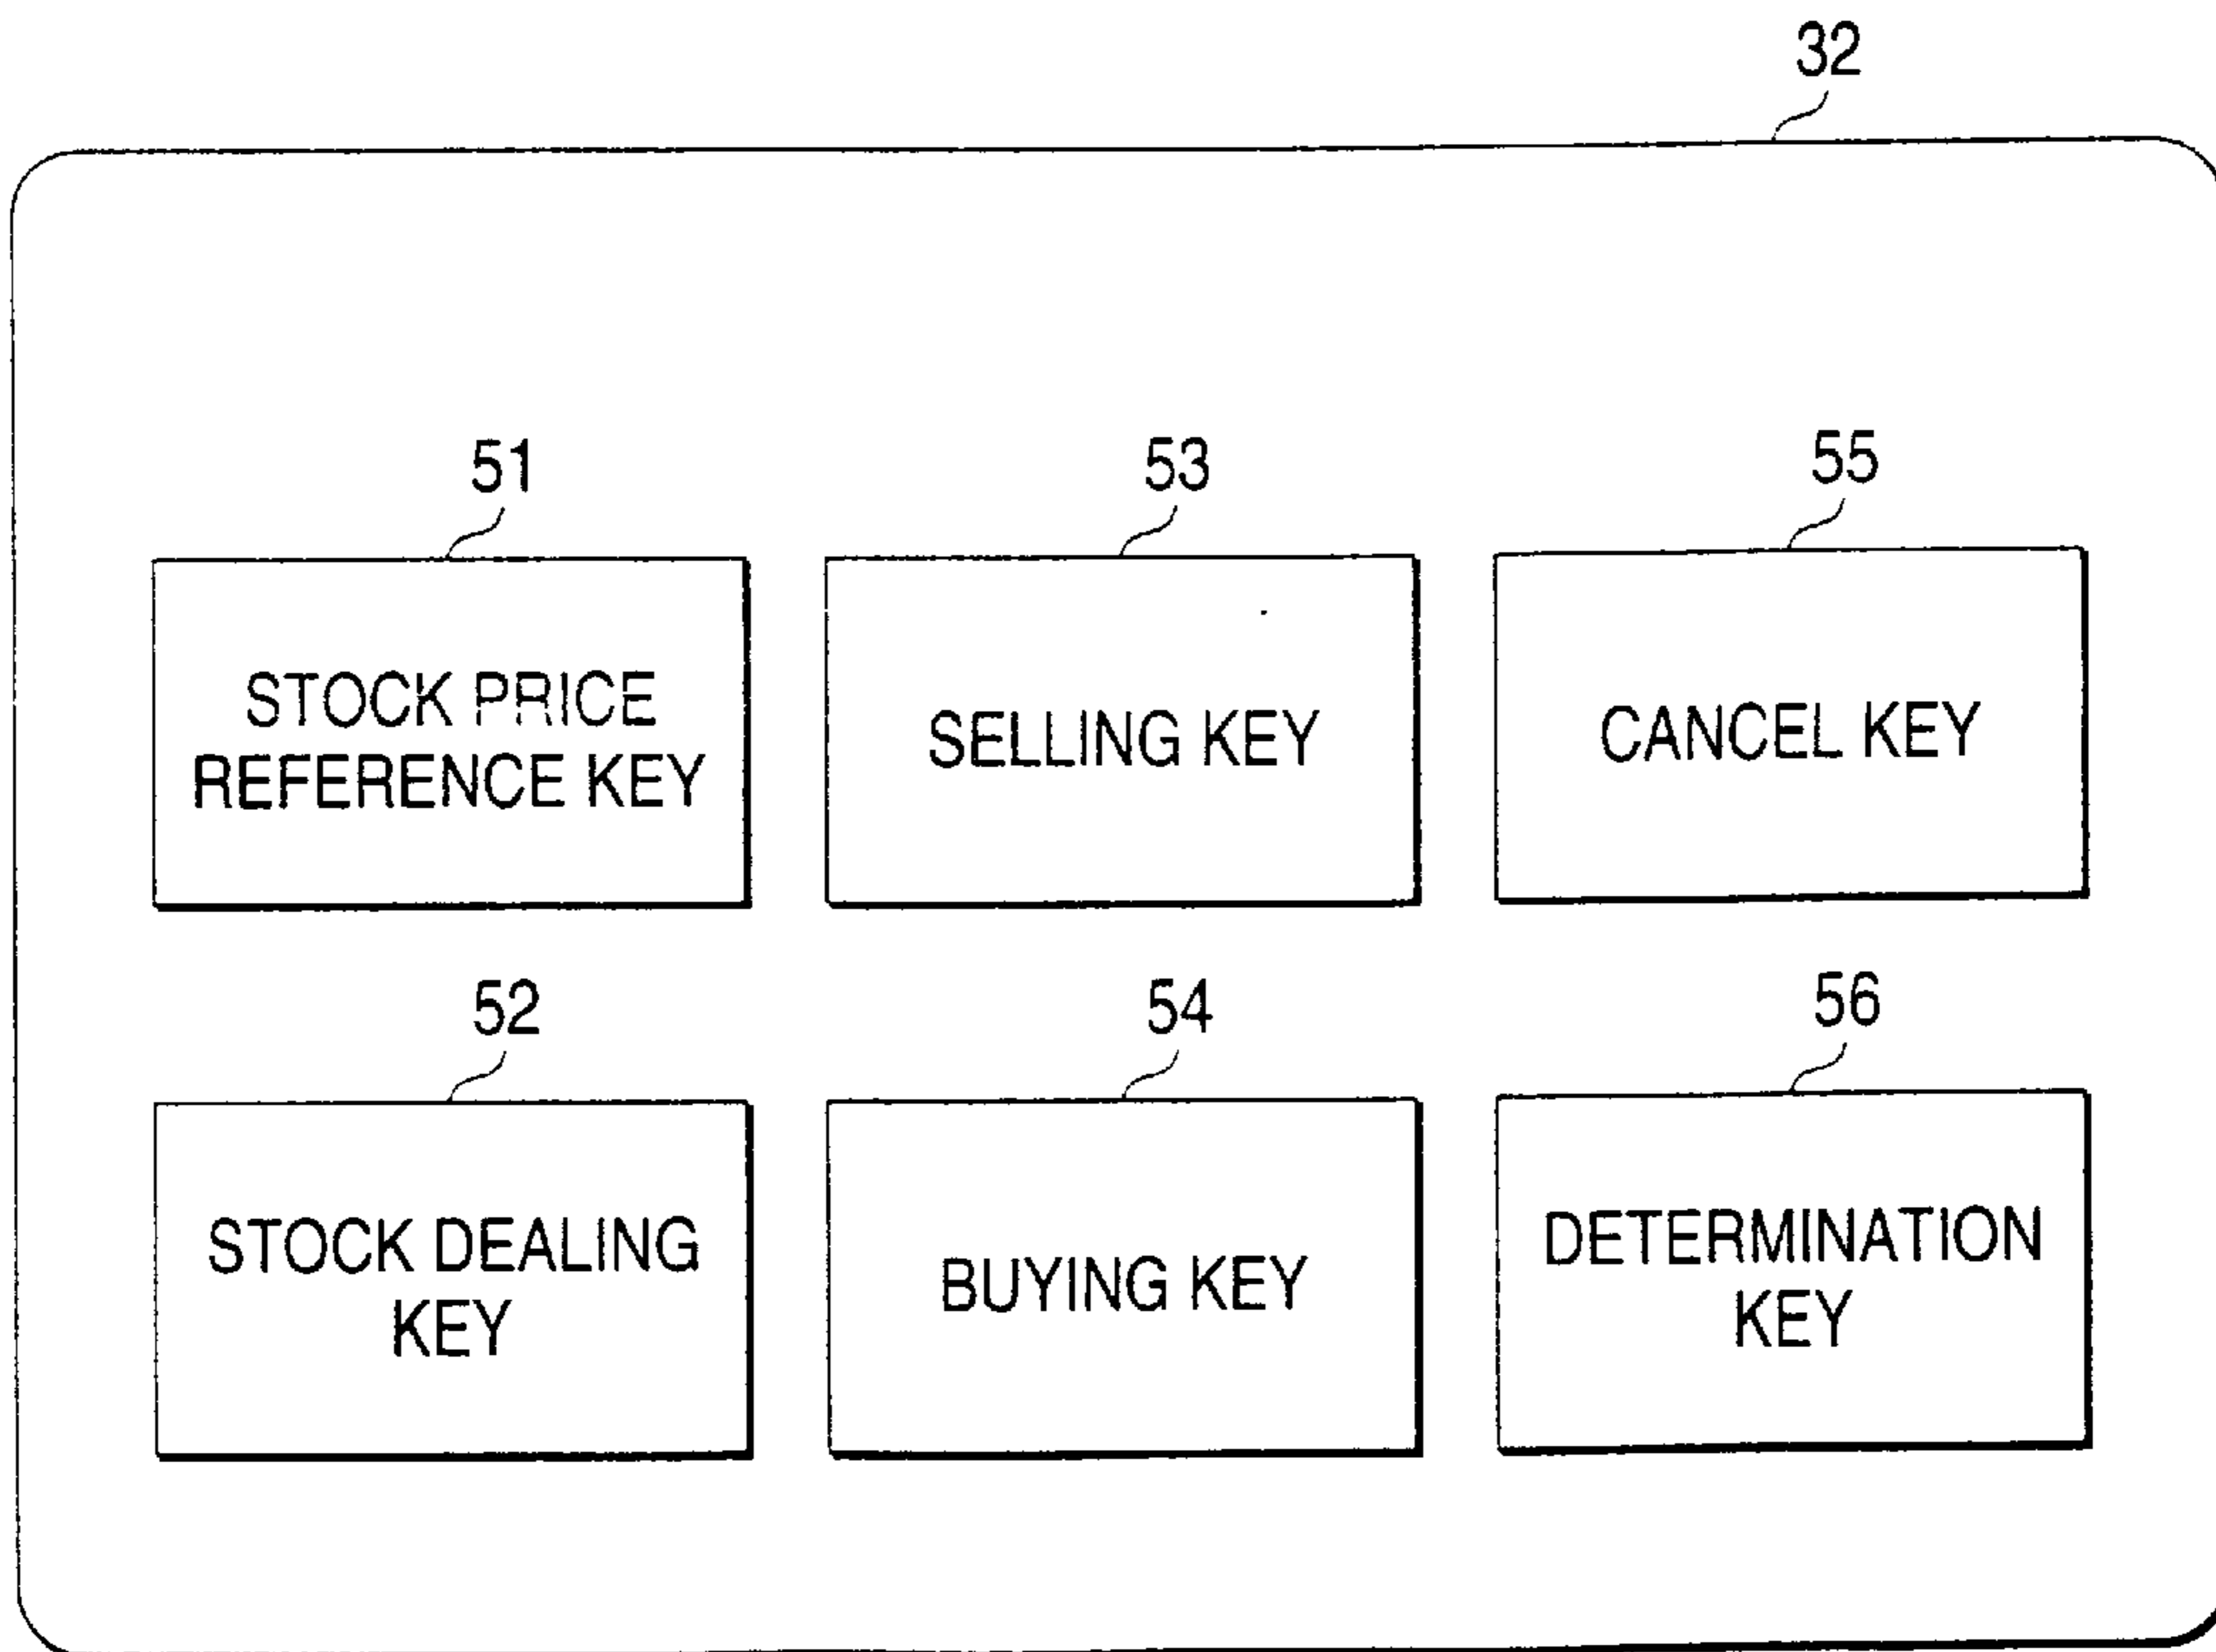 32
51
53
55
STOCK PRICE
REFERENCE KEY
SELLING KEY
CANCEL KEY
52
54
56
STOCK DEALING
KEY
BUYING KEY
DETERMINATION
KEY